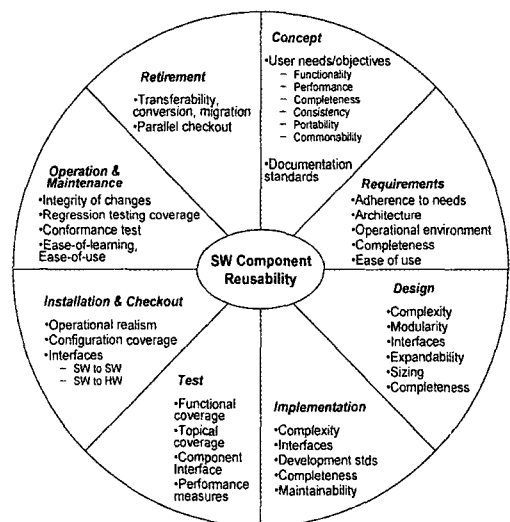 Concept
•User needs/objectives
– Functionality
– Performance
– Completeness
– Consistency
– Portability
– Commonability
•Documentation
standards
Requirements
•Adherence to needs
•Architecture
•Operational environment
•Completeness
•Ease of use
Design
•Complexity
•Modularity
•Interfaces
•Expandability
•Sizing
•Completeness
Implementation
•Complexity
•Interfaces
•Development stds
•Completeness
•Maintainability
Test
•Functional
coverage
•Topical
coverage
•Component
Interface
•Performance
measures
Installation & Checkout
•Operational realism
•Configuration coverage
•Interfaces
– SW to SW
– SW to HW
Operation &
Maintenance
•Integrity of changes
•Regression testing coverage
•Conformance test
•Ease-of-learning,
Ease-of-use
Retirement
•Transferability,
conversion, migration
•Parallel checkout
SW Component
Reusability